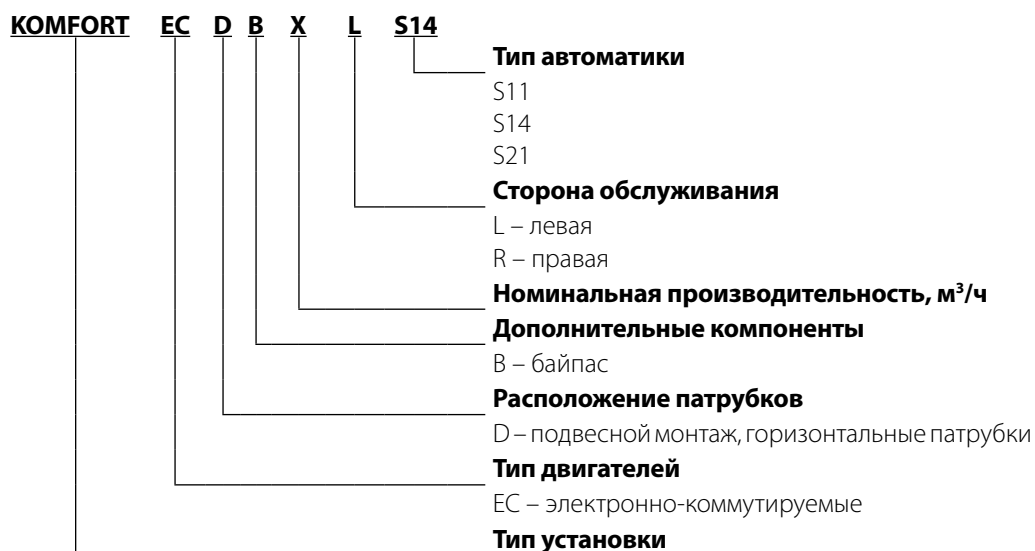 KOMFORT EC D B X L S14
Тип автоматики
S11
S14
S21
Сторона обслуживания
L – левая
R – правая
Номинальная производительность, м³/ч
Дополнительные компоненты
B – байпас
Расположение патрубков
D – подвесной монтаж, горизонтальные патрубки
Тип двигателей
EC – электронно-коммутируемые
Тип установки